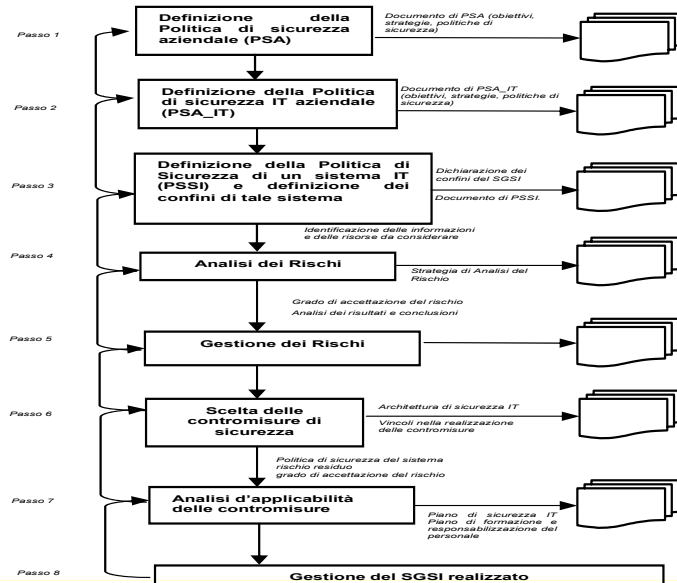 Passo 1
Definizione della
Politica di sicurezza
aziendale (PSA)
Documento di PSA (obiettivi,
strategie, politiche di
sicurezza)
Passo 2
Definizione della Politica
di sicurezza IT aziendale
(PSA_IT)
Documento di PSA_IT
(obiettivi, strategie, politiche di
sicurezza)
Passo 3
Definizione della Politica di
Sicurezza di un sistema IT
(PSSI) e definizione dei
confini di tale sistema
Dichiarazione dei
confini del SGSI
Documento di PSSI.
Identificazione delle informazioni
e delle risorse da considerare
Passo 4
Analisi dei Rischi
Strategia di Analisi del
Rischio
Grado di accettazione del rischio
Analisi dei risultati e conclusioni
Passo 5
Gestione dei Rischi
Passo 6
Scelta delle
contromisure di
sicurezza
Architettura di sicurezza IT
Vincoli nella realizzazione
delle contromisure
Politica di sicurezza del sistema
rischio residuo
grado di accettazione del rischio
Passo 7
Analisi d'applicabilità
delle contromisure
Piano di sicurezza IT
Piano di formazione e
responsabilizzazione del
personale
Passo 8
Gestione del SGSI realizzato